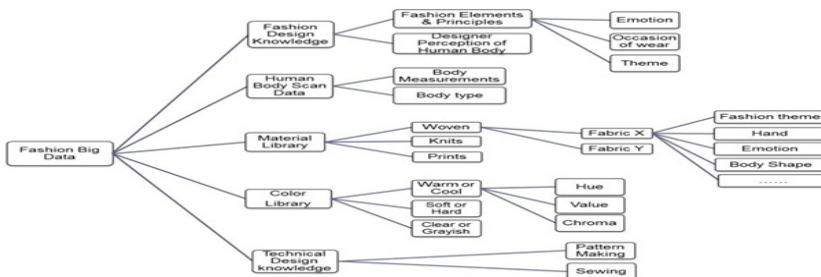 Fashion Big
Data
Fashion
Design
Knowledge
Fashion Elements
& Principles
Designer
Perception of
Human Body
Emotion
Occasion
of wear
Theme
Human
Body Scan
Data
Body
Measurements
Body type
Material
Library
Woven
Knits
Prints
Fabric X
Fabric Y
Fashion theme
Hand
Emotion
Body Shape
......
Color
Library
Warm or
Cool
Soft or
Hard
Clear or
Grayish
Hue
Value
Chroma
Technical
Design
knowledge
Pattern
Making
Sewing